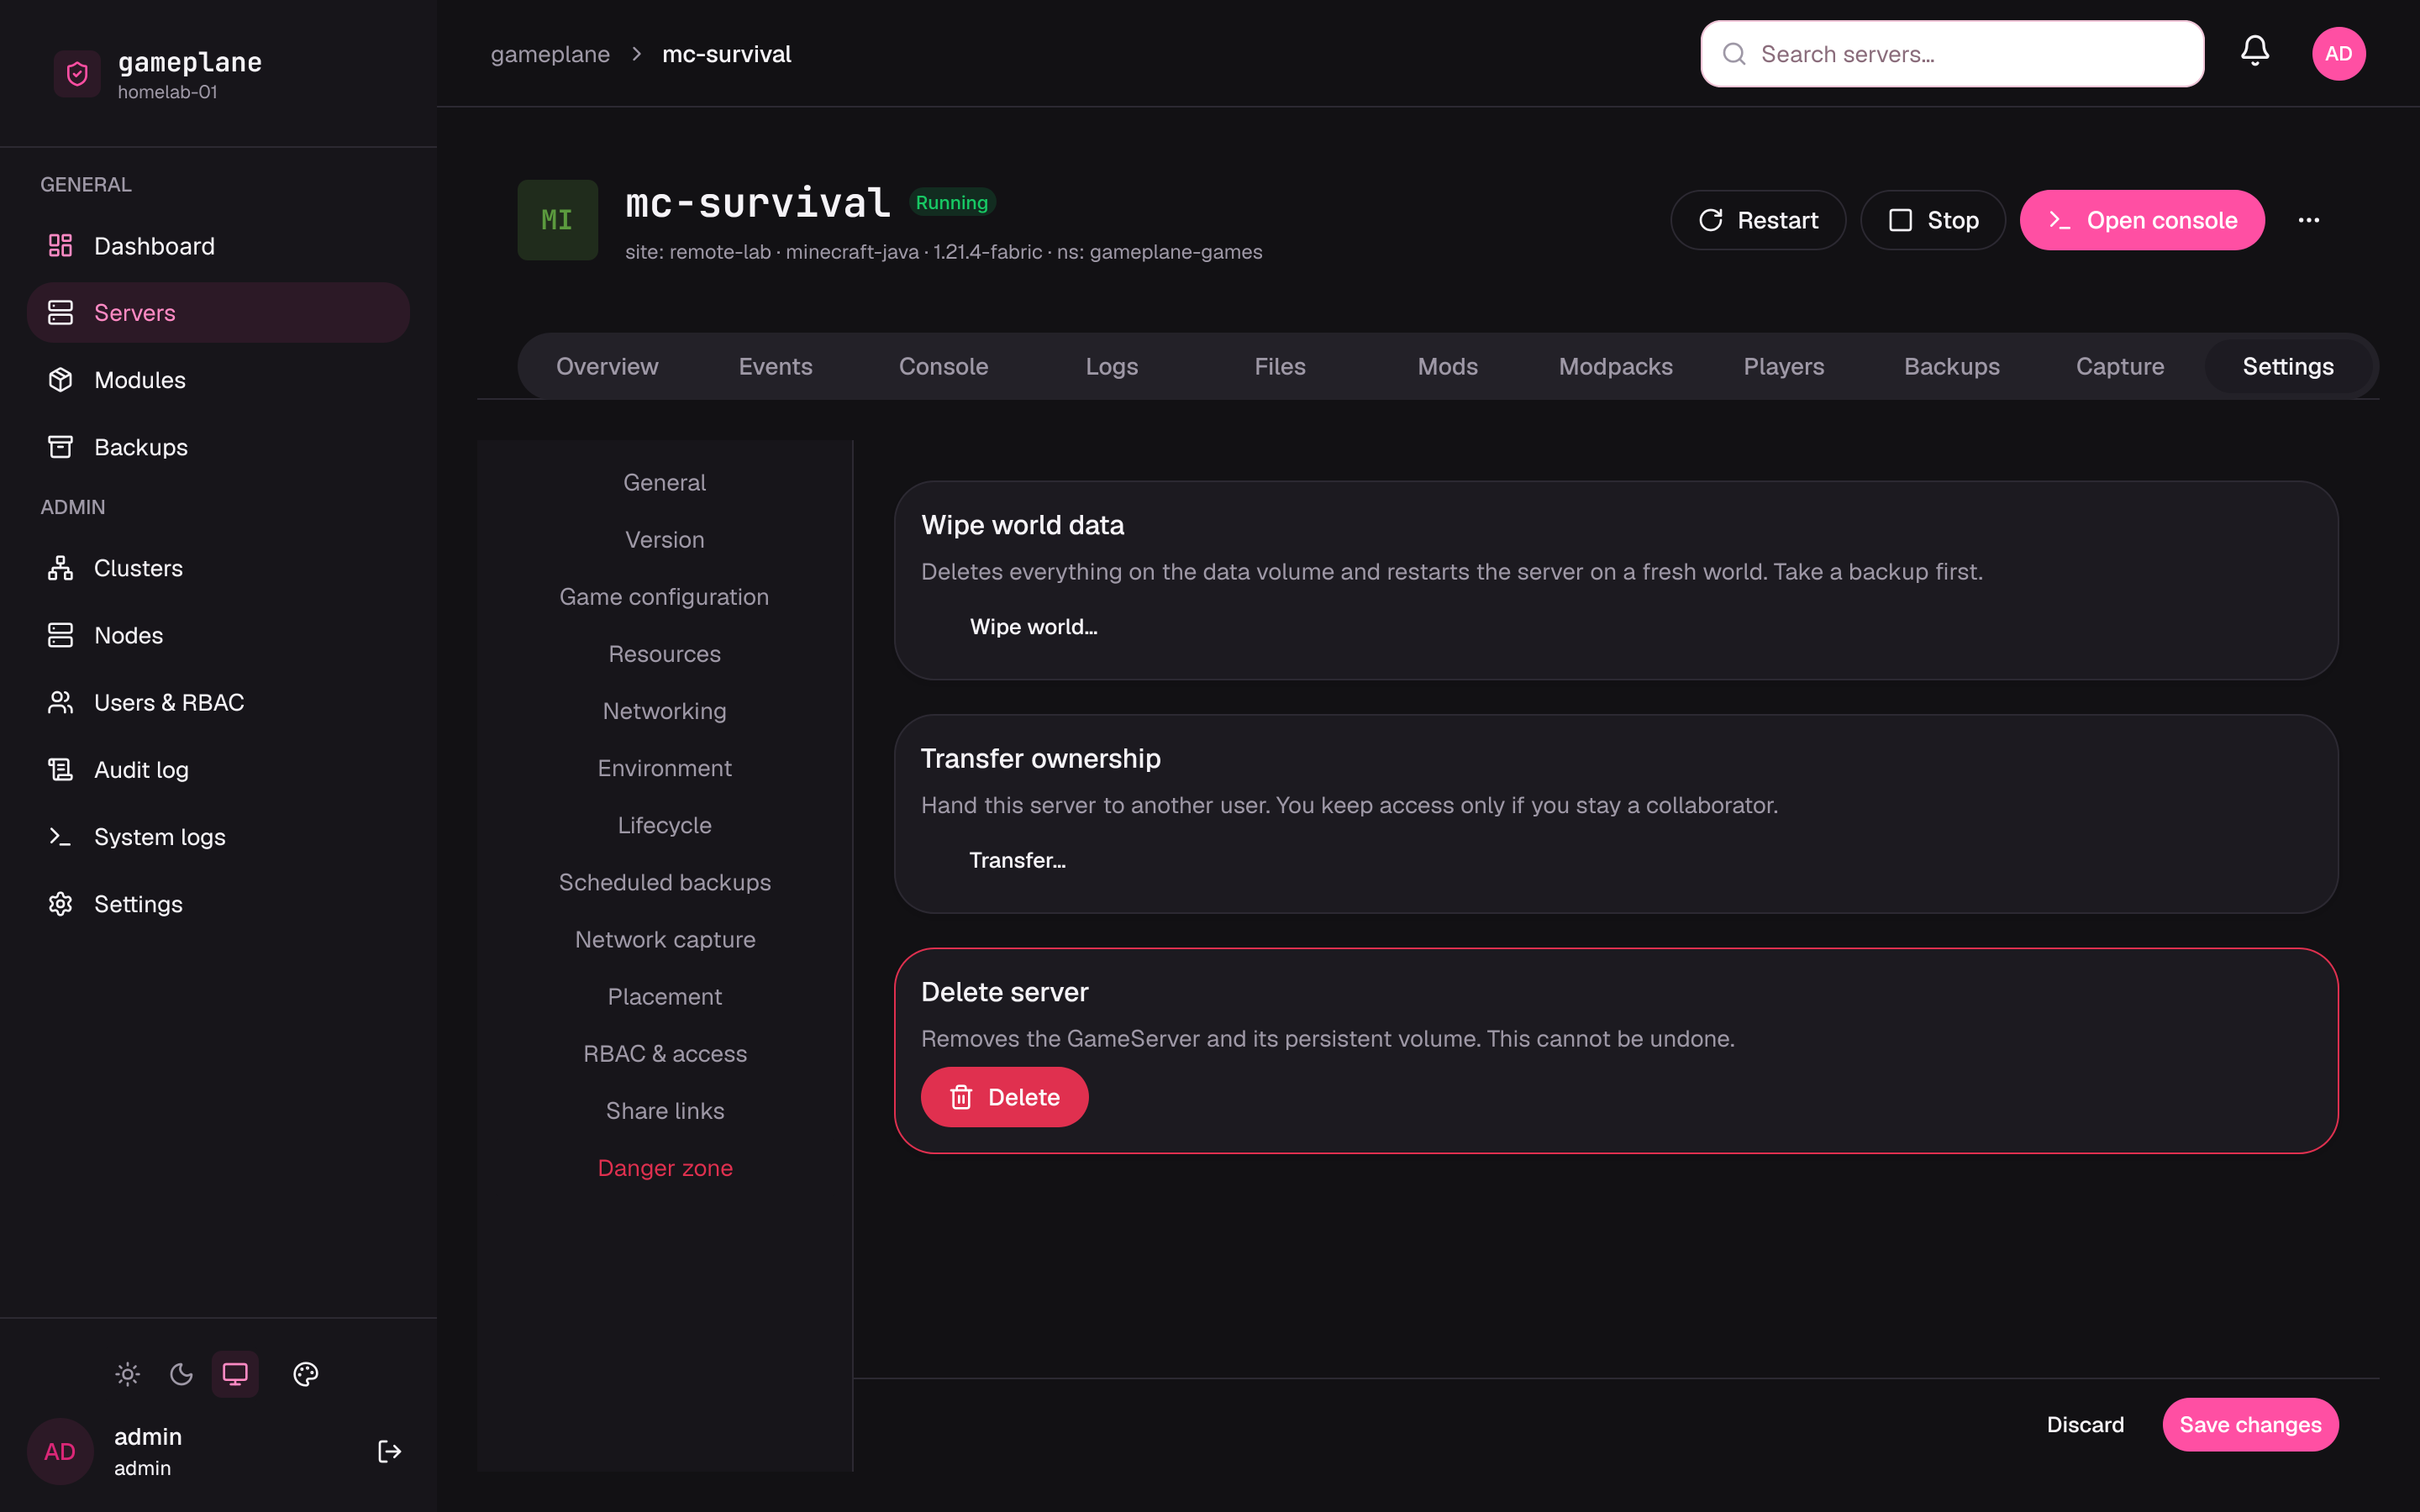 gameplane
homelab-01
GENERAL
Dashboard
Servers
Modules
Backups
ADMIN
Clusters
Nodes
Users & RBAC
Audit log
System logs
Settings
AD
admin
admin
gameplane > mc-survival
Search servers...
AD
MI
mc-survival
Running
site: remote-lab · minecraft-java · 1.21.4-fabric · ns: gameplane-games
Restart
Stop
Open console
Overview
Events
Console
Logs
Files
Mods
Modpacks
Players
Backups
Capture
Settings
General
Version
Game configuration
Resources
Networking
Environment
Lifecycle
Scheduled backups
Network capture
Placement
RBAC & access
Share links
Danger zone
Wipe world data
Deletes everything on the data volume and restarts the server on a fresh world. Take a backup first.
Wipe world...
Transfer ownership
Hand this server to another user. You keep access only if you stay a collaborator.
Transfer...
Delete server
Removes the GameServer and its persistent volume. This cannot be undone.
Delete
Discard
Save changes